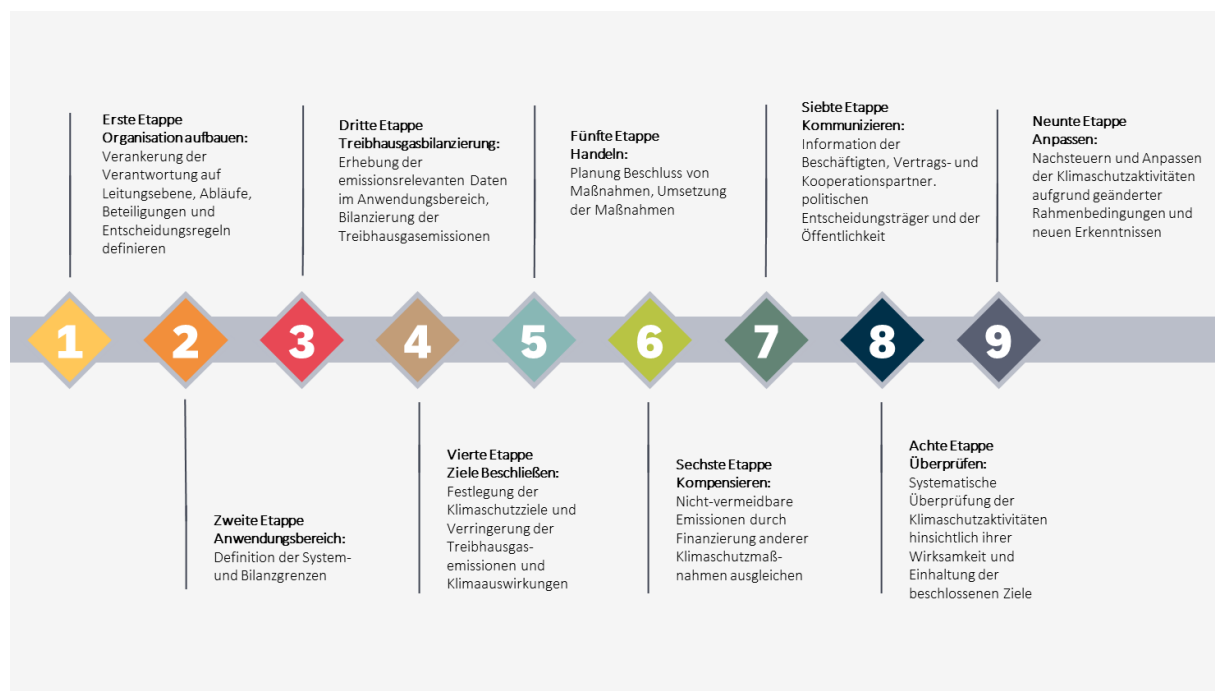 Erste Etappe
Organisation aufbauen:
Verankerung der
Verantwortung auf
Leitungsebene, Abläufe,
Beteiligungen und
Entscheidungsregeln
definieren
Dritte Etappe
Treibhausgasbilanzierung:
Erhebung der
emissionsrelevanten Daten
im Anwendungsbereich,
Bilanzierung der
Treibhausgasemissionen
Fünfte Etappe
Handeln:
Planung Beschluss von
Maßnahmen, Umsetzung
der Maßnahmen
Siebte Etappe
Kommunizieren:
Information der
Beschäftigten, Vertrags- und
Kooperationspartner.
politischen
Entscheidungsträger und der
Öffentlichkeit
Neunte Etappe
Anpassen:
Nachsteuern und Anpassen
der Klimaschutzaktivitäten
aufgrund geänderter
Rahmenbedingungen und
neuen Erkenntnissen
1
2
3
4
5
6
7
8
9
Zweite Etappe
Anwendungsbereich:
Definition der System-
und Bilanzgrenzen
Vierte Etappe
Ziele Beschließen:
Festlegung der
Klimaschutzziele und
Verringerung der
Treibhausgas-
emissionen und
Klimaauswirkungen
Sechste Etappe
Kompensieren:
Nicht-vermeidbare
Emissionen durch
Finanzierung anderer
Klimaschutzmaß-
nahmen ausgleichen
Achte Etappe
Überprüfen:
Systematische
Überprüfung der
Klimaschutzaktivitäten
hinsichtlich ihrer
Wirksamkeit und
Einhaltung der
beschlossenen Ziele